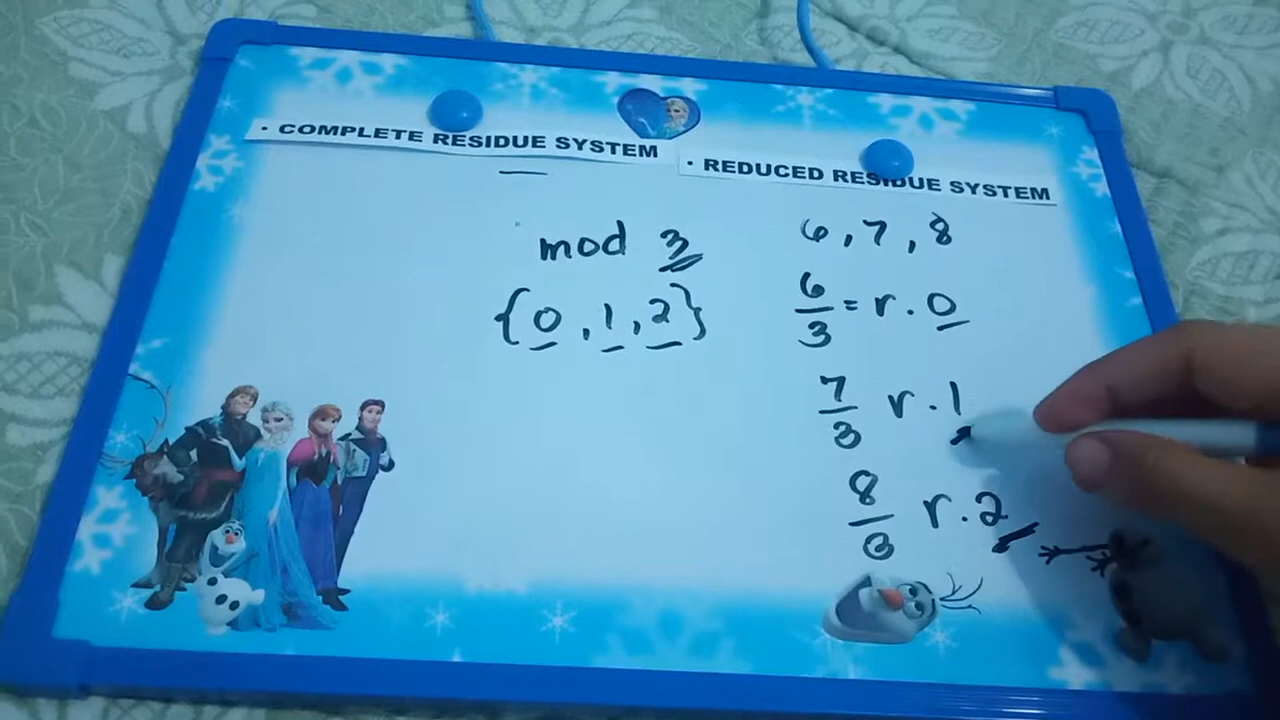 • COMPLETE RESIDUE SYSTEM
• REDUCED RESIDUE SYSTEM
mod 3
{0,1,2}
6,7,8
6/3 = r.0
7/3 r.1
8/3 r.2